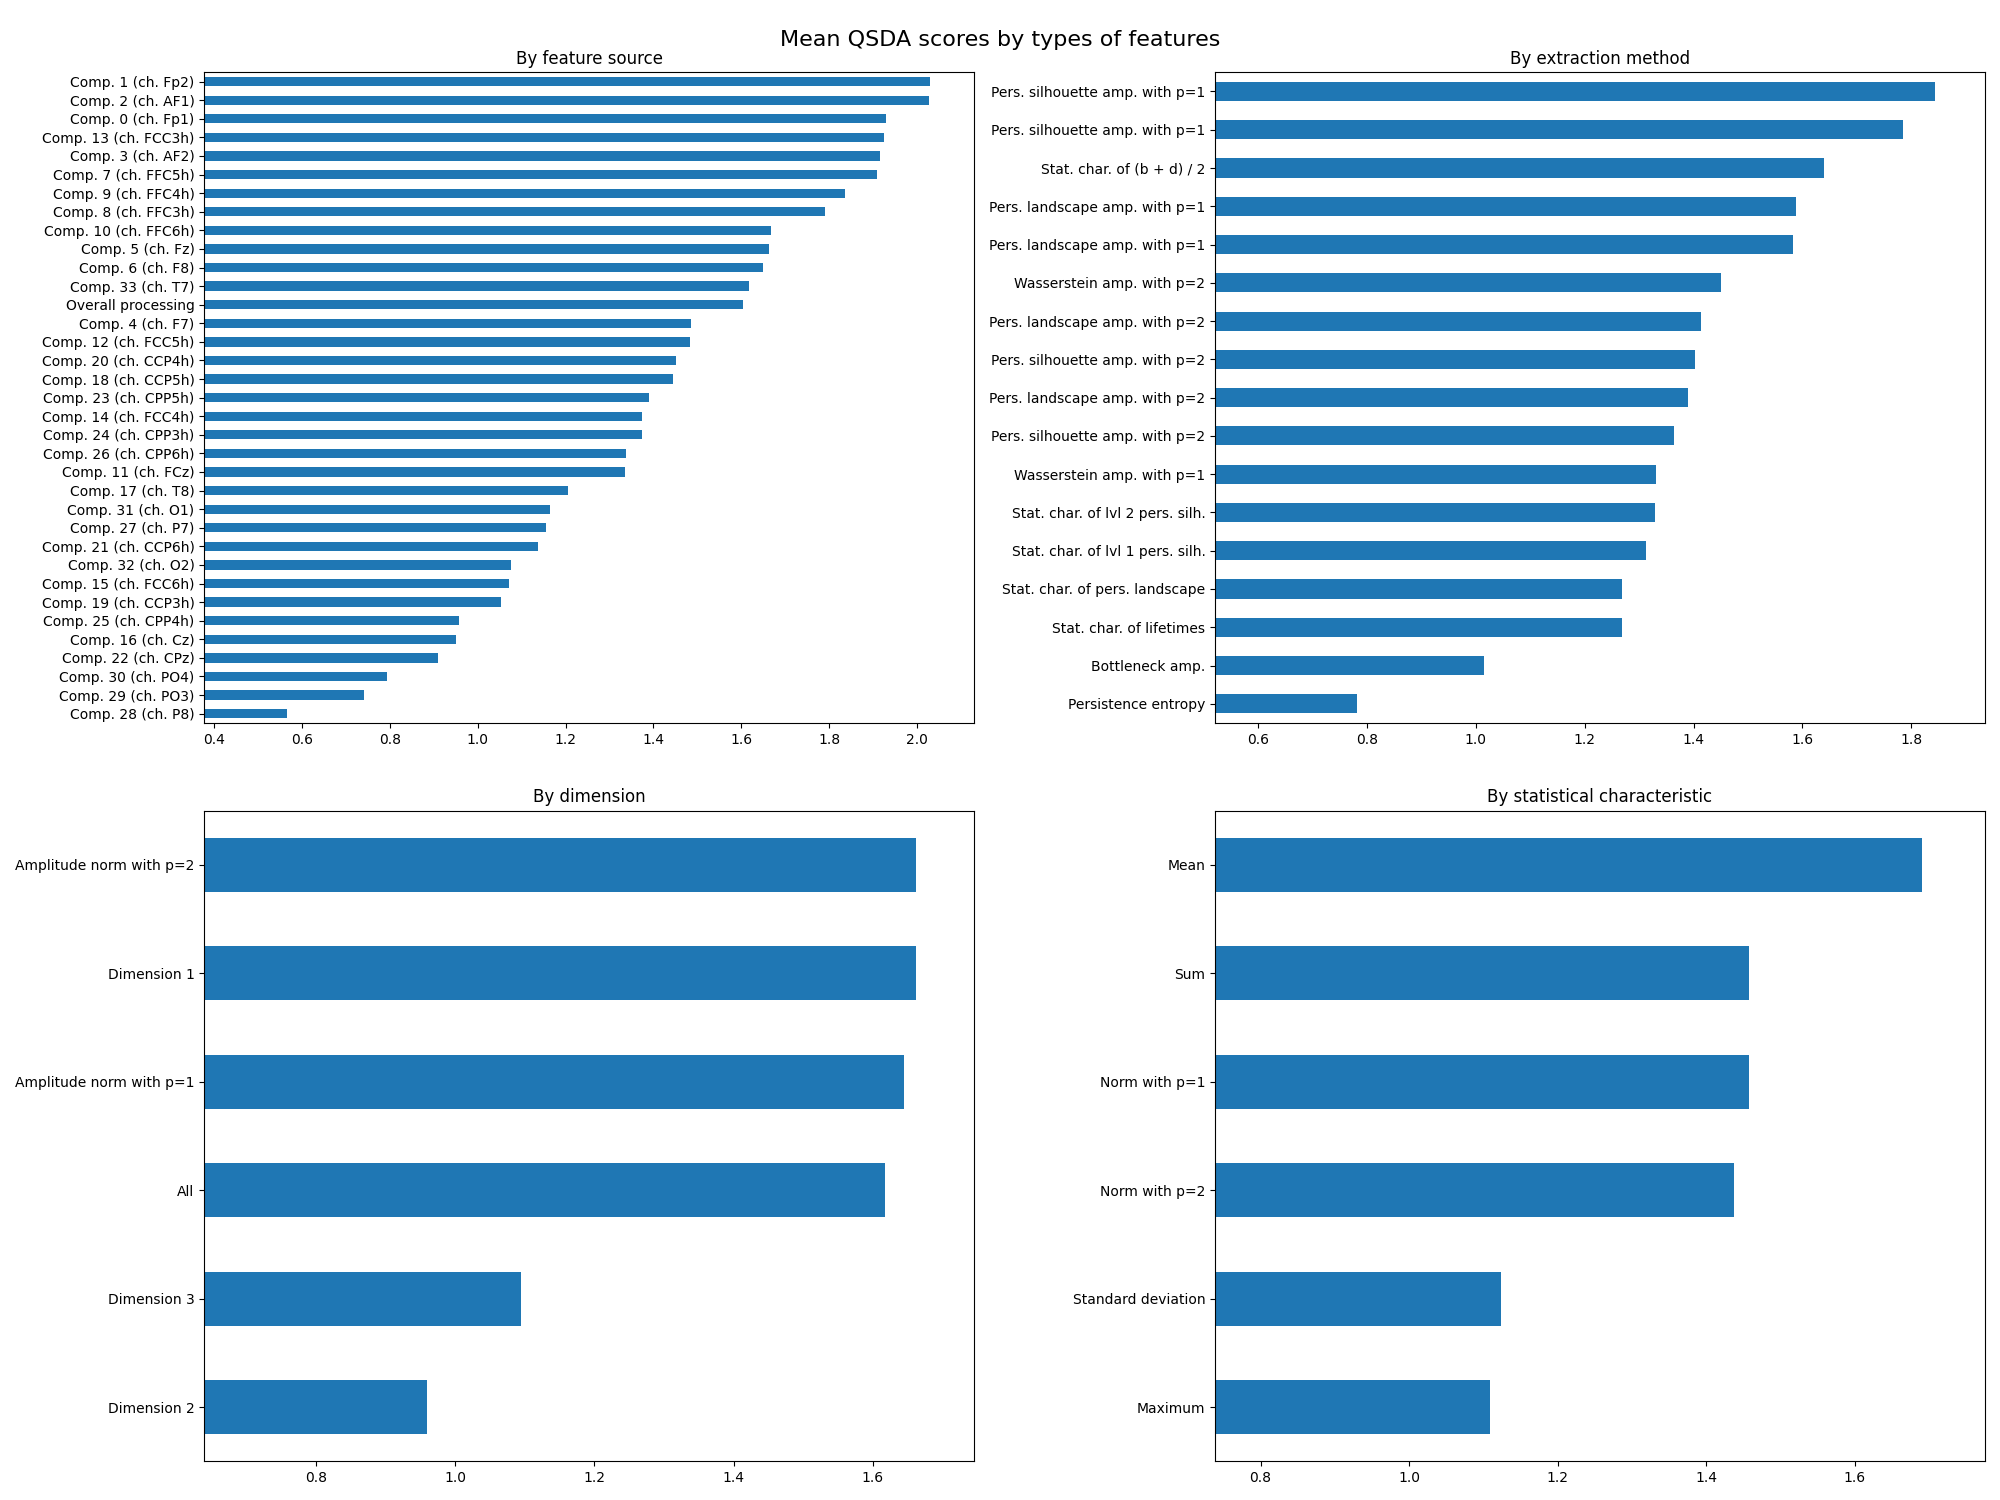 Mean QSDA scores by types of features
By feature source
Comp. 1 (ch. Fp2)
Comp. 2 (ch. AF1)
Comp. 0 (ch. Fp1)
Comp. 13 (ch. FCC3h)
Comp. 3 (ch. AF2)
Comp. 7 (ch. FFC5h)
Comp. 9 (ch. FFC4h)
Comp. 8 (ch. FFC3h)
Comp. 10 (ch. FFC6h)
Comp. 5 (ch. Fz)
Comp. 6 (ch. F8)
Comp. 33 (ch. T7)
Overall processing
Comp. 4 (ch. F7)
Comp. 12 (ch. FCC5h)
Comp. 20 (ch. CCP4h)
Comp. 18 (ch. CCP5h)
Comp. 23 (ch. CPP5h)
Comp. 14 (ch. FCC4h)
Comp. 24 (ch. CPP3h)
Comp. 26 (ch. CPP6h)
Comp. 11 (ch. FCz)
Comp. 17 (ch. T8)
Comp. 31 (ch. O1)
Comp. 27 (ch. P7)
Comp. 21 (ch. CCP6h)
Comp. 32 (ch. O2)
Comp. 15 (ch. FCC6h)
Comp. 19 (ch. CCP3h)
Comp. 25 (ch. CPP4h)
Comp. 16 (ch. Cz)
Comp. 22 (ch. CPz)
Comp. 30 (ch. PO4)
Comp. 29 (ch. PO3)
Comp. 28 (ch. P8)
0.4 0.6 0.8 1.0 1.2 1.4 1.6 1.8 2.0
By extraction method
Pers. silhouette amp. with p=1
Pers. silhouette amp. with p=1
Stat. char. of (b + d) / 2
Pers. landscape amp. with p=1
Pers. landscape amp. with p=1
Wasserstein amp. with p=2
Pers. landscape amp. with p=2
Pers. silhouette amp. with p=2
Pers. landscape amp. with p=2
Pers. silhouette amp. with p=2
Wasserstein amp. with p=1
Stat. char. of lvl 2 pers. silh.
Stat. char. of lvl 1 pers. silh.
Stat. char. of pers. landscape
Stat. char. of lifetimes
Bottleneck amp.
Persistence entropy
0.6 0.8 1.0 1.2 1.4 1.6 1.8
By dimension
Amplitude norm with p=2
Dimension 1
Amplitude norm with p=1
All
Dimension 3
Dimension 2
0.8 1.0 1.2 1.4 1.6
By statistical characteristic
Mean
Sum
Norm with p=1
Norm with p=2
Standard deviation
Maximum
0.8 1.0 1.2 1.4 1.6